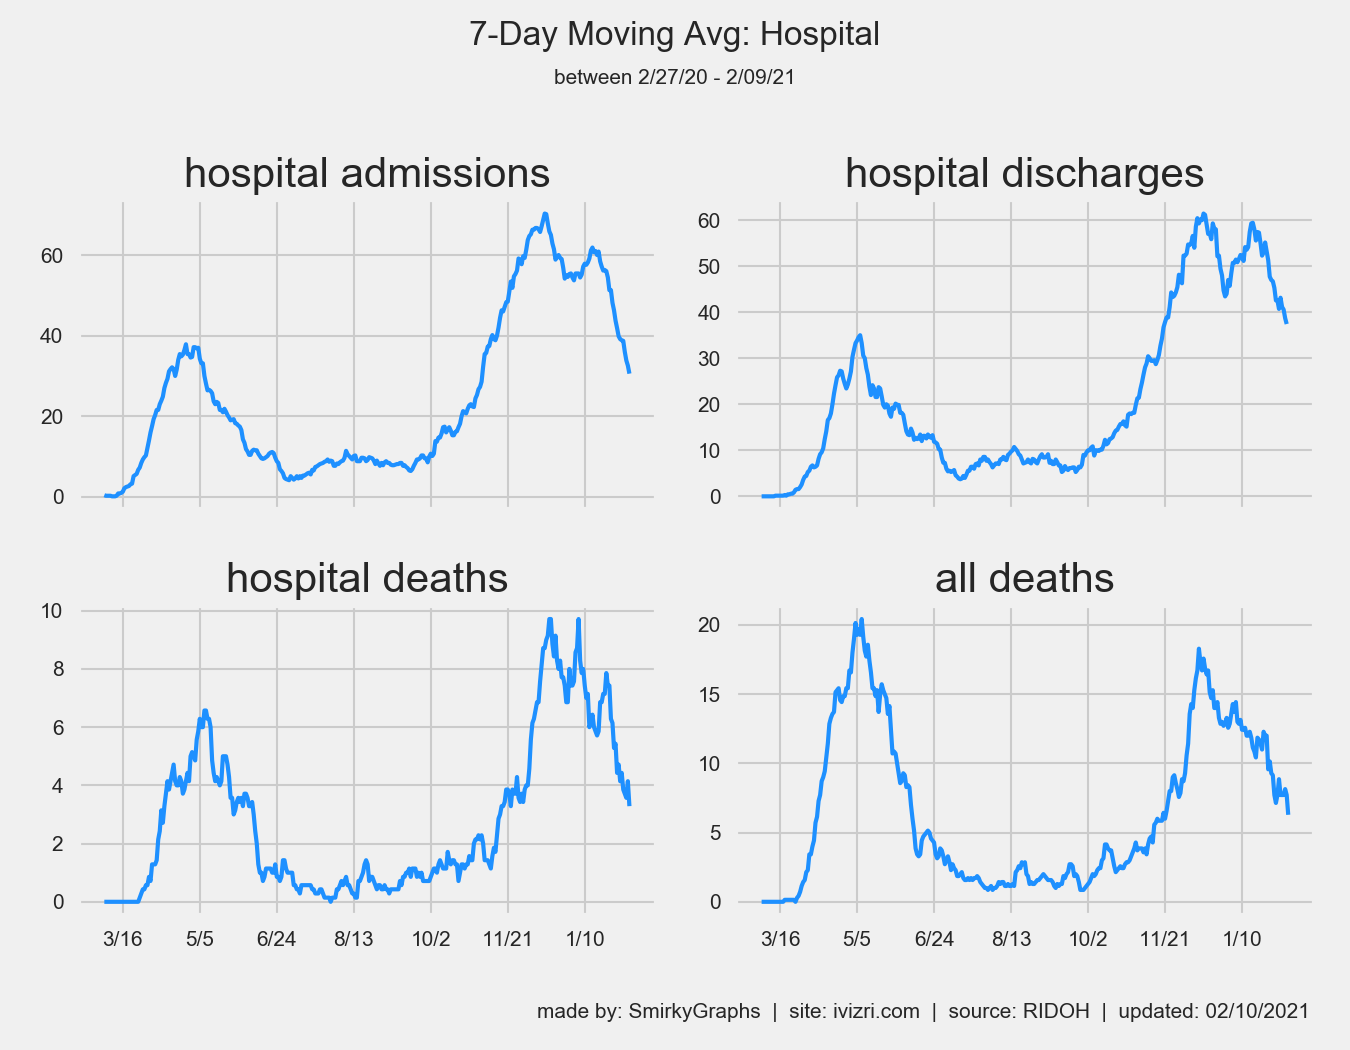 7-Day Moving Avg: Hospital
between 2/27/20 - 2/09/21
hospital admissions
60
40
20
0
hospital discharges
60
50
40
30
20
10
0
hospital deaths
10
8
6
4
2
0
3/16 5/5 6/24 8/13 10/2 11/21 1/10
all deaths
20
15
10
5
0
3/16 5/5 6/24 8/13 10/2 11/21 1/10
made by: SmirkyGraphs | site: ivizri.com | source: RIDOH | updated: 02/10/2021